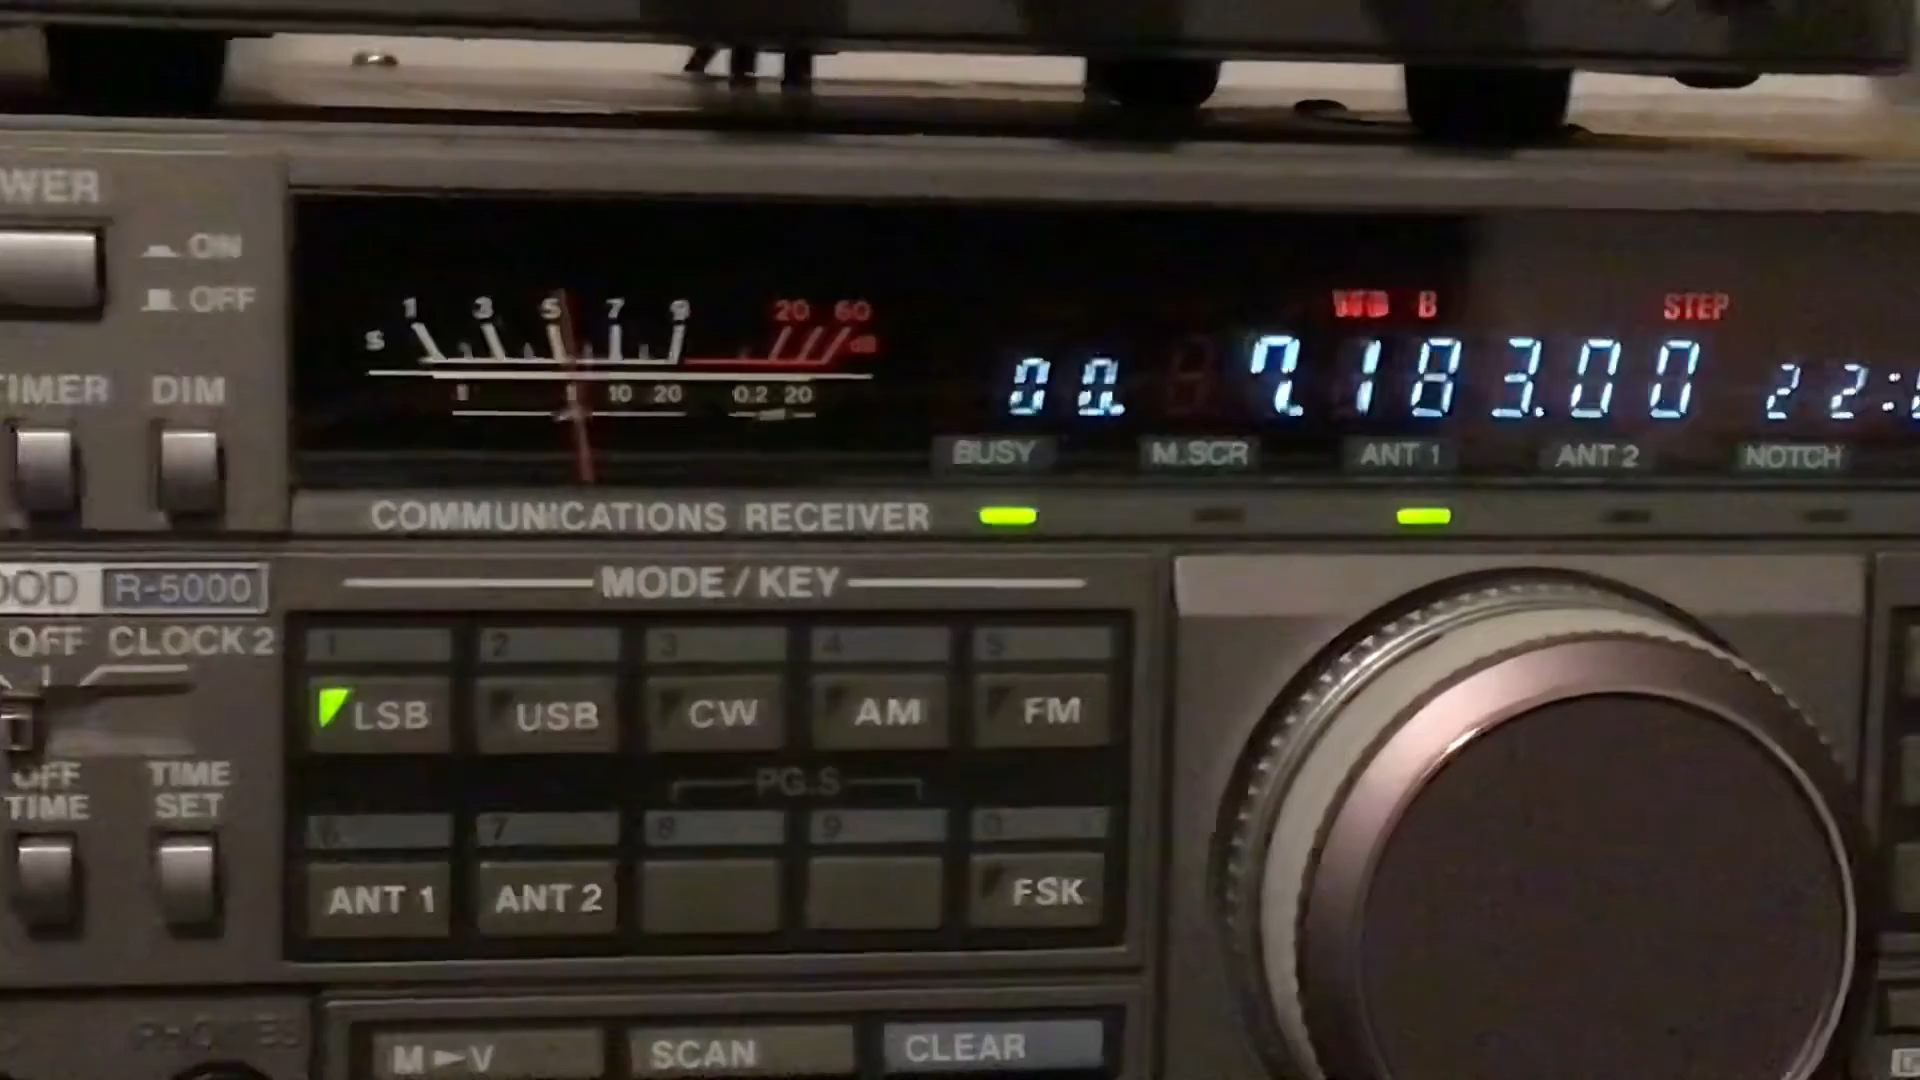 WER
ON
OFF
TIMER DIM
S 1 3 5 7 9 20 60 dB
10 20 0.2 20
VFO B STEP
00. 7.183.00 22:
BUSY M.SCR ANT 1 ANT 2 NOTCH
COMMUNICATIONS RECEIVER
OOD R-5000
MODE / KEY
OFF CLOCK 2
1 2 3 4 5
LSB USB CW AM FM
OFF TIME
TIME SET
PG.S
6 7 8 9 0
ANT 1 ANT 2 FSK
PHONES
M►V SCAN CLEAR